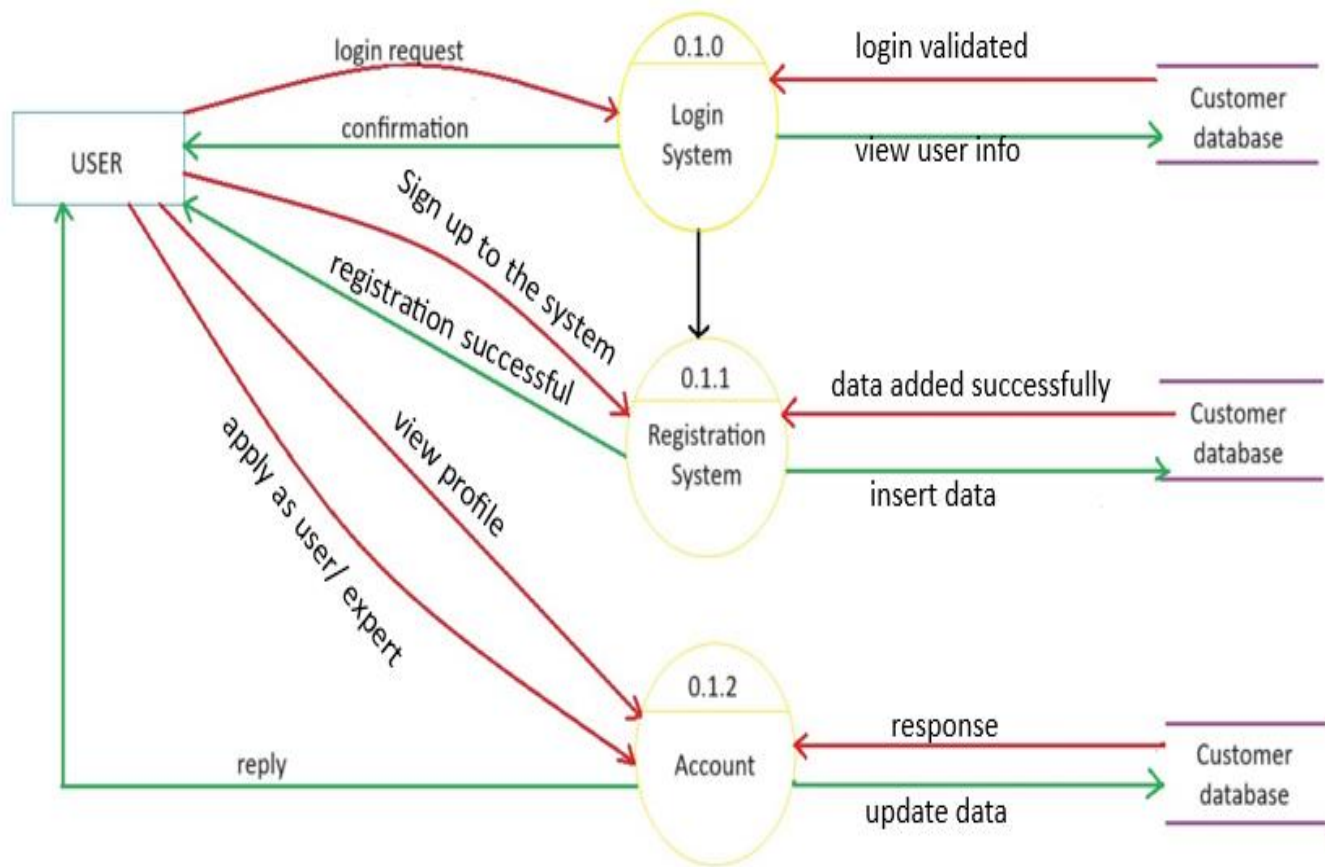 login request
0.1.0
login validated
Login
System
Customer
database
confirmation
view user info
USER
Sign up to the system
registration successful
0.1.1
data added successfully
Registration
System
Customer
database
insert data
view profile
apply as user/ expert
0.1.2
response
Account
Customer
database
reply
update data